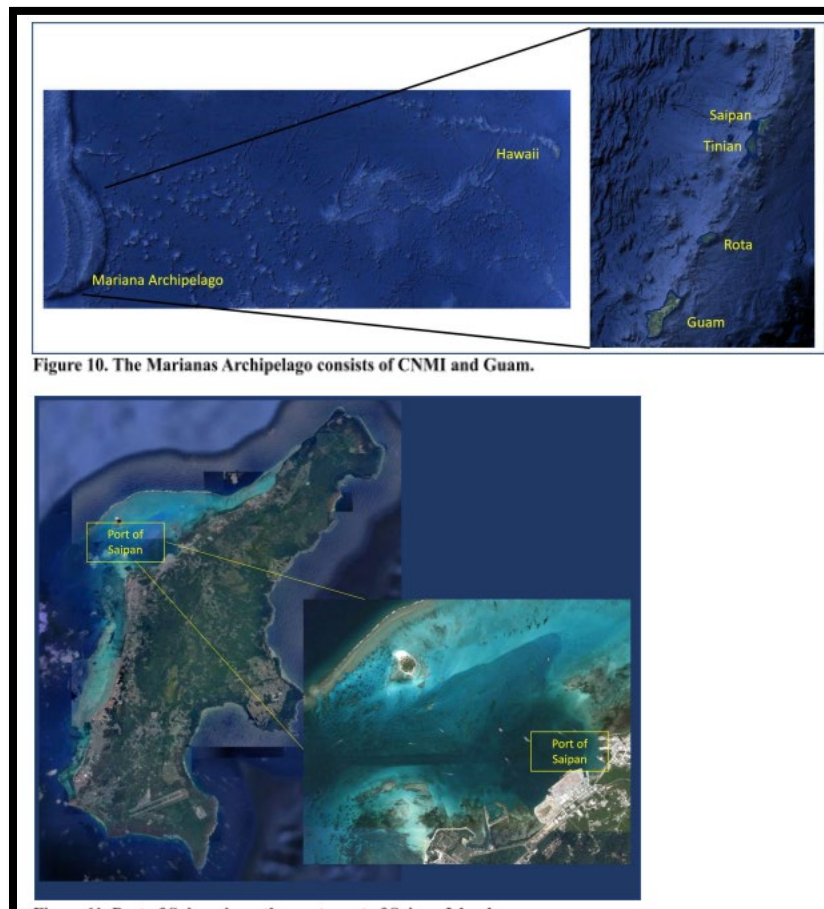 Saipan
Tinian
Hawaii
Rota
Mariana Archipelago
Guam
Figure 10. The Marianas Archipelago consists of CNMI and Guam.
Port of
Saipan
Port of
Saipan